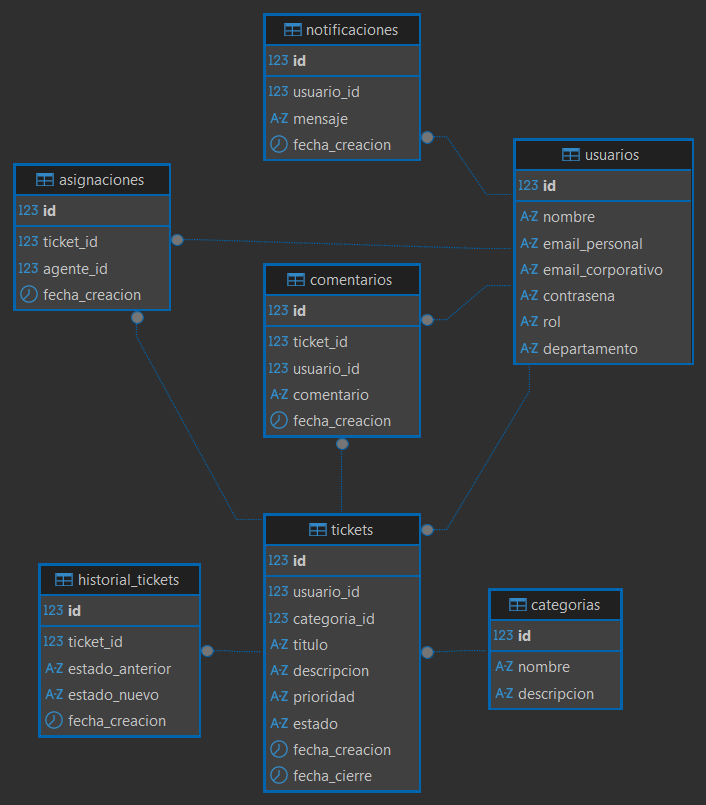 notificaciones
123 id
123 usuario_id
A-Z mensaje
fecha_creacion
usuarios
123 id
A-Z nombre
A-Z email_personal
A-Z email_corporativo
A-Z contrasena
A-Z rol
A-Z departamento
asignaciones
123 id
123 ticket_id
123 agente_id
fecha_creacion
comentarios
123 id
123 ticket_id
123 usuario_id
A-Z comentario
fecha_creacion
tickets
123 id
123 usuario_id
123 categoria_id
A-Z titulo
A-Z descripcion
A-Z prioridad
A-Z estado
fecha_creacion
fecha_cierre
historial_tickets
123 id
123 ticket_id
A-Z estado_anterior
A-Z estado_nuevo
fecha_creacion
categorias
123 id
A-Z nombre
A-Z descripcion